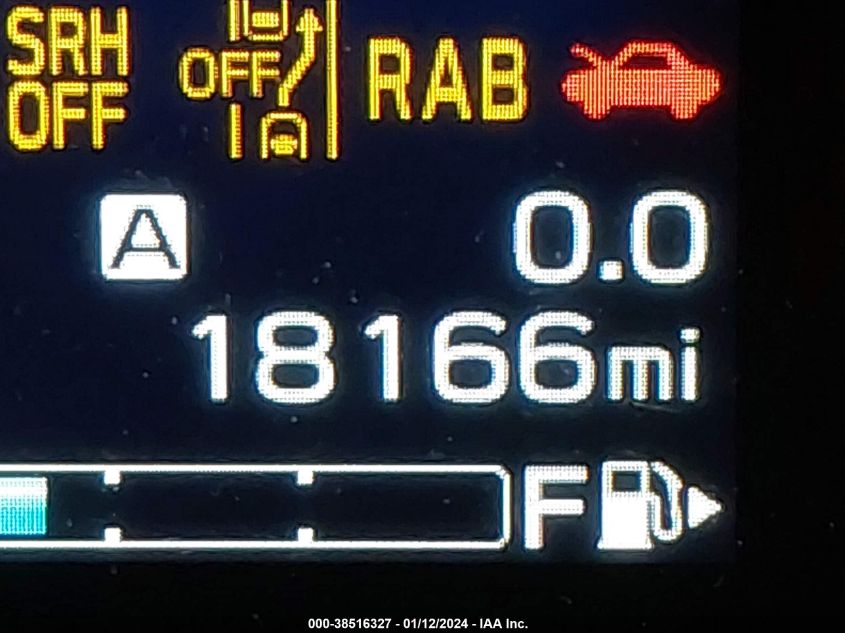 SRH OFF
OFF
RAB
A 0.0
18166mi
F
000-38516327 - 01/12/2024 - IAA Inc.